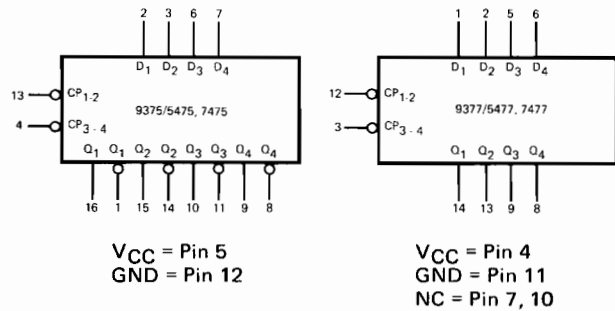 2 3 6 7
D1 D2 D3 D4
13 CP1-2
9375/5475, 7475
4 CP3-4
Q1 Q1 Q2 Q2 Q3 Q3 Q4 Q4
16 1 15 14 10 11 9 8
VCC = Pin 5
GND = Pin 12
1 2 5 6
D1 D2 D3 D4
12 CP1-2
9377/5477, 7477
3 CP3-4
Q1 Q2 Q3 Q4
14 13 9 8
VCC = Pin 4
GND = Pin 11
NC = Pin 7, 10